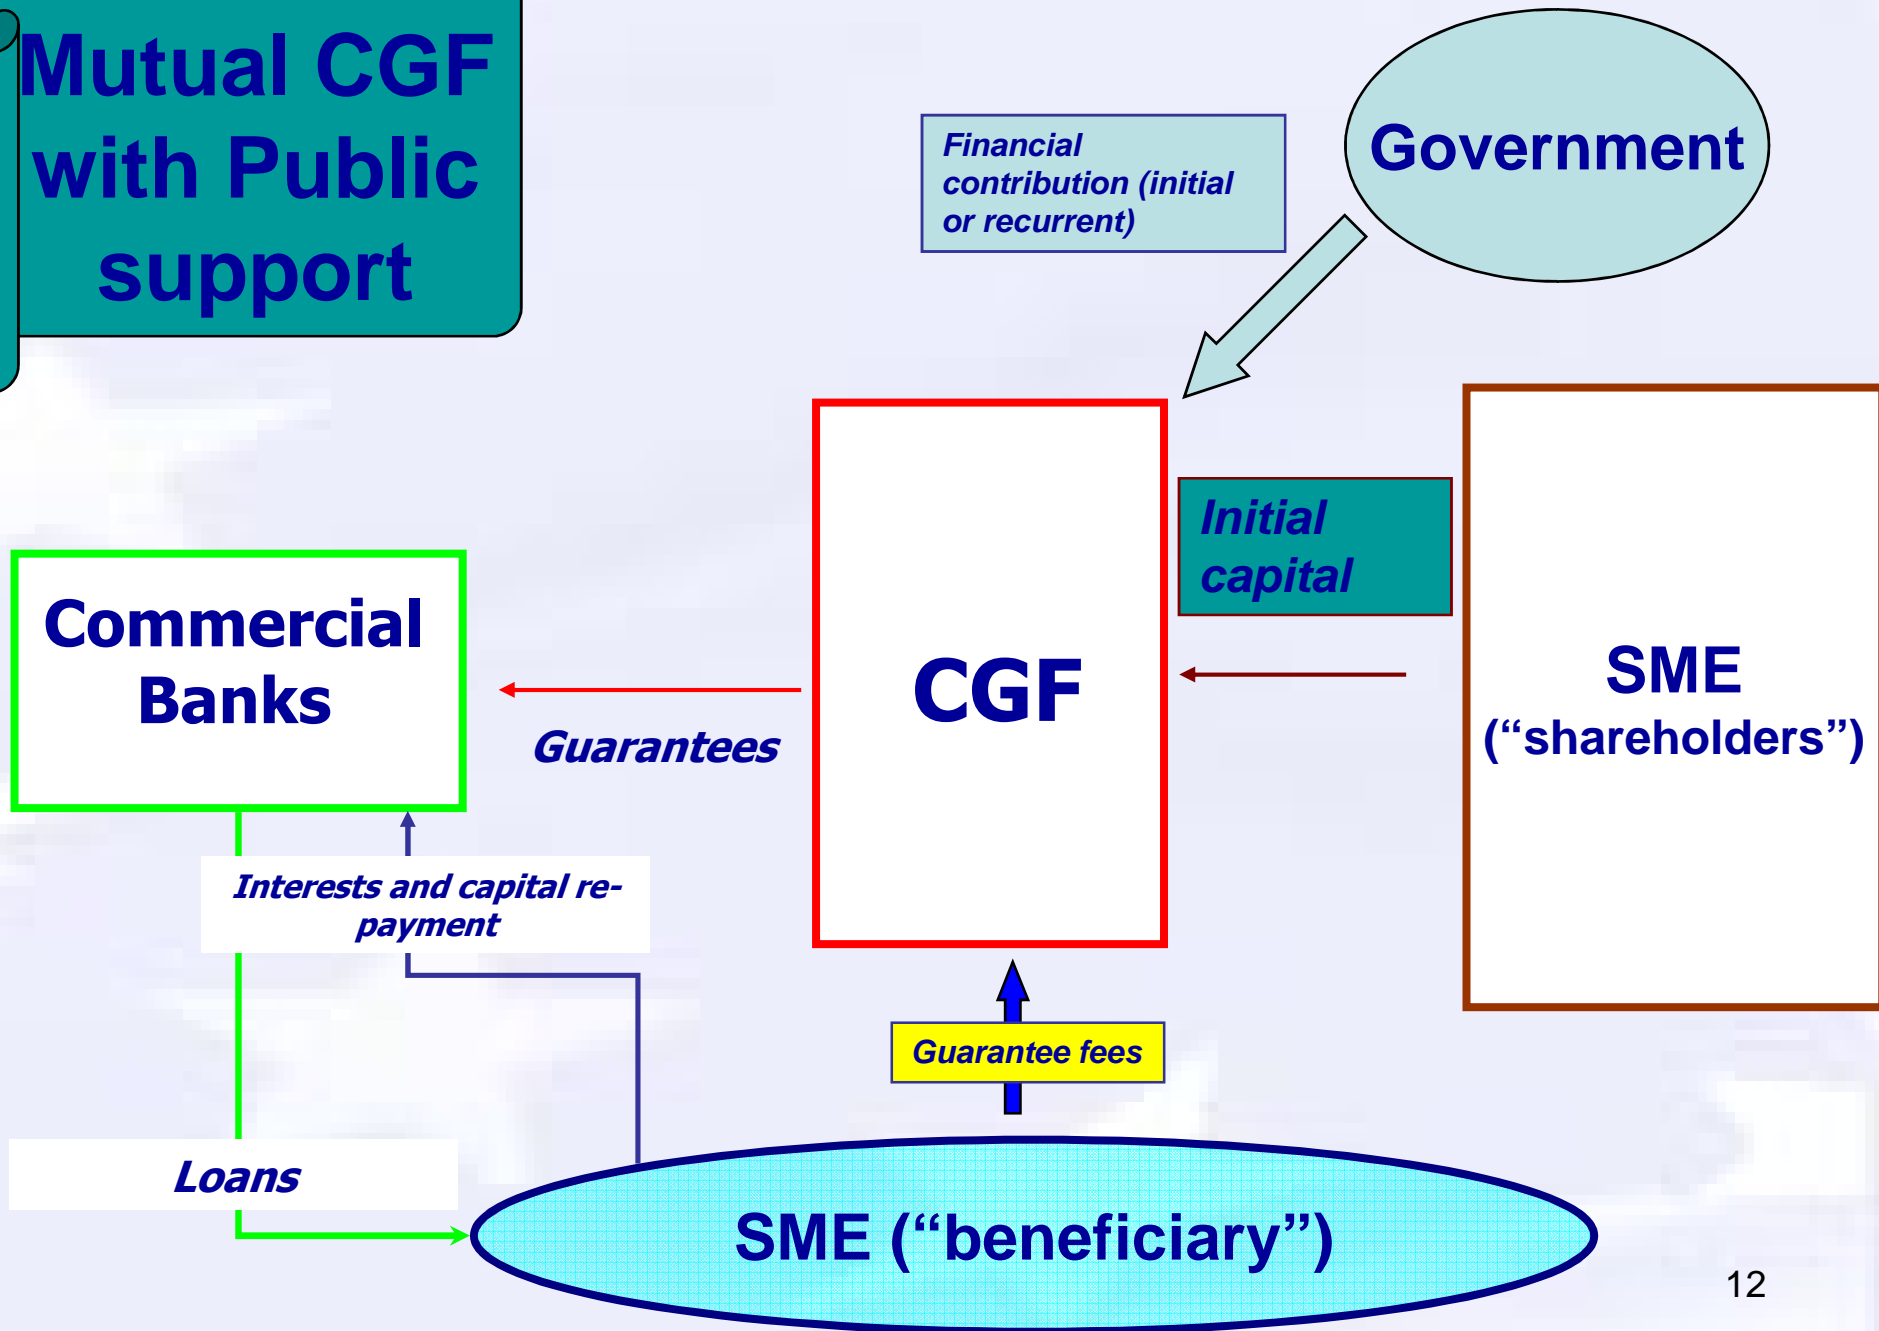 Mutual CGF
with Public
support
Financial
contribution (initial
or recurrent)
Government
Initial
capital
Commercial
Banks
CGF
SME
(“shareholders”)
Guarantees
Interests and capital re-
payment
Guarantee fees
Loans
SME (“beneficiary”)
12